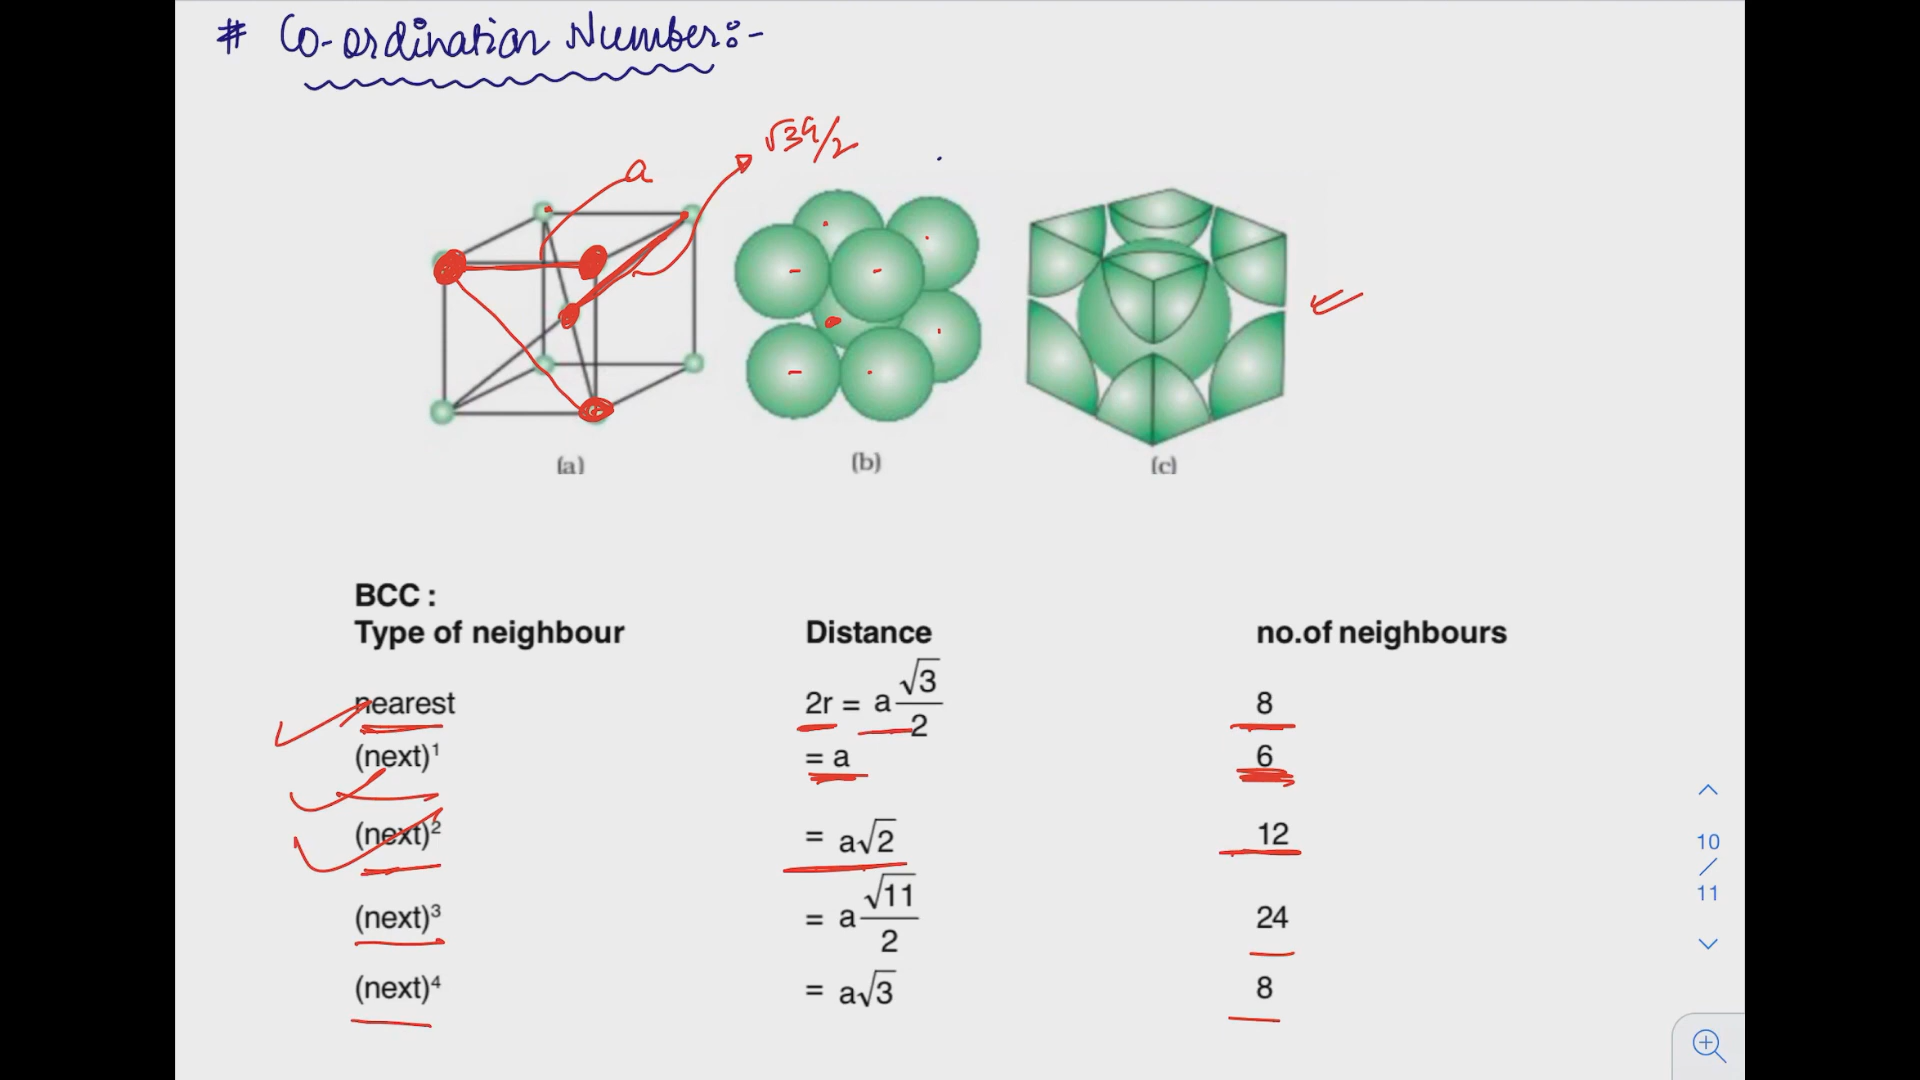 # Co-ordination Number:-
√3a/2
a
(a)
(b)
(c)
BCC :
Type of neighbour Distance no.of neighbours
nearest 2r = a√3/2 8
(next)¹ = a 6
(next)² = a√2 12
(next)³ = a√11/2 24
(next)⁴ = a√3 8
10
/
11